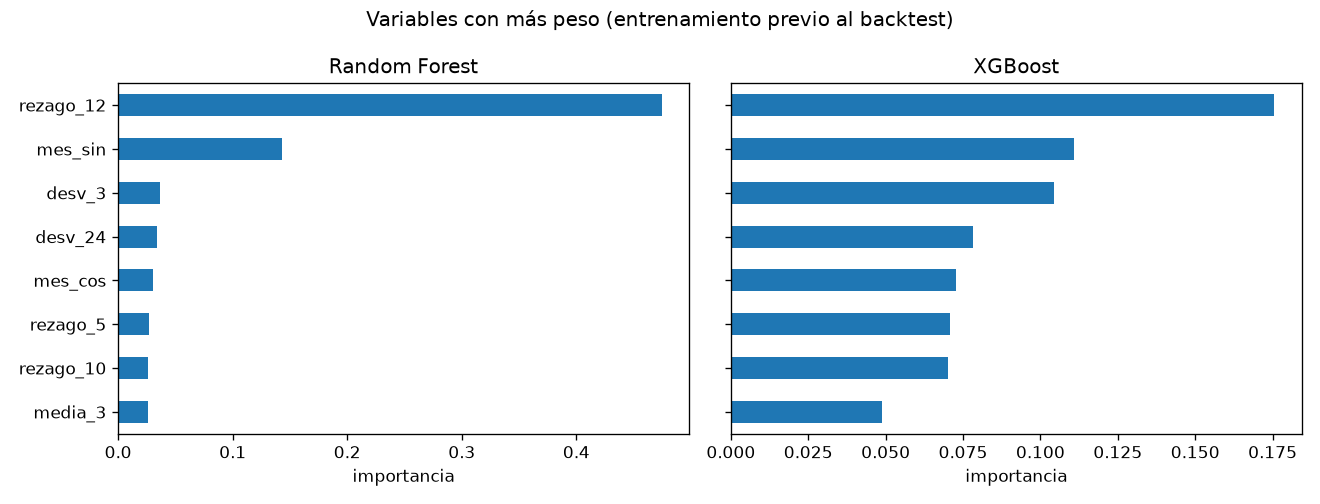 Variables con más peso (entrenamiento previo al backtest)
Random Forest
XGBoost
rezago_12
mes_sin
desv_3
desv_24
mes_cos
rezago_5
rezago_10
media_3
0.0 0.1 0.2 0.3 0.4
0.000 0.025 0.050 0.075 0.100 0.125 0.150 0.175
importancia
importancia